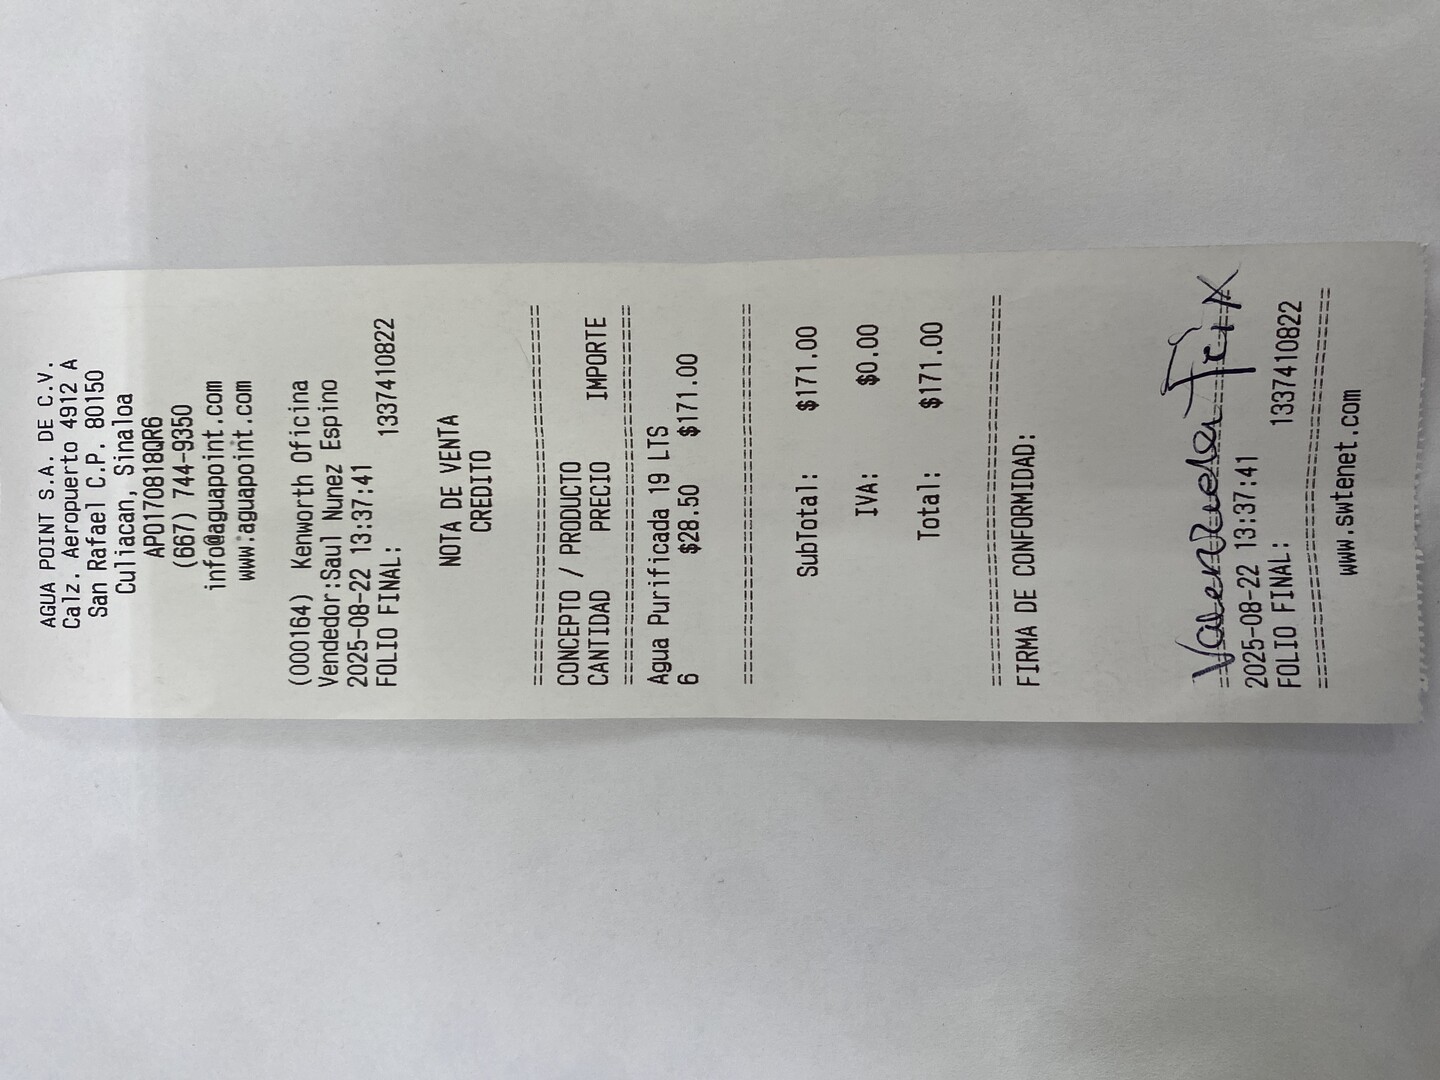 AGUA POINT S.A. DE C.V.
Calz. Aeropuerto 4912 A
San Rafael C.P. 80150
Culiacan, Sinaloa
APO170818QR6
(667) 744-9350
info@aguapoint.com
www.aguapoint.com
(000164) Kenworth Oficina
Vendedor:Saul Nunez Espino
2025-08-22 13:37:41
FOLIO FINAL: 1337410822
NOTA DE VENTA
CREDITO
================================
CONCEPTO / PRODUCTO
CANTIDAD PRECIO IMPORTE
================================
Agua Purificada 19 LTS
6 $28.50 $171.00
================================
SubTotal: $171.00
IVA: $0.00
Total: $171.00
================================
FIRMA DE CONFORMIDAD:
================================
2025-08-22 13:37:41
FOLIO FINAL: 1337410822
================================
www.swtenet.com